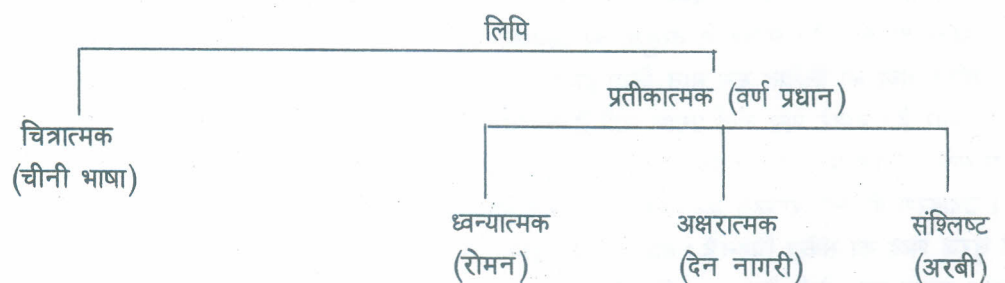 लिपि
प्रतीकात्मक (वर्ण प्रधान)
चित्रात्मक
(चीनी भाषा)
ध्वन्यात्मक अक्षरात्मक संश्लिष्ट
(रोमन) (देन नागरी) (अरबी)